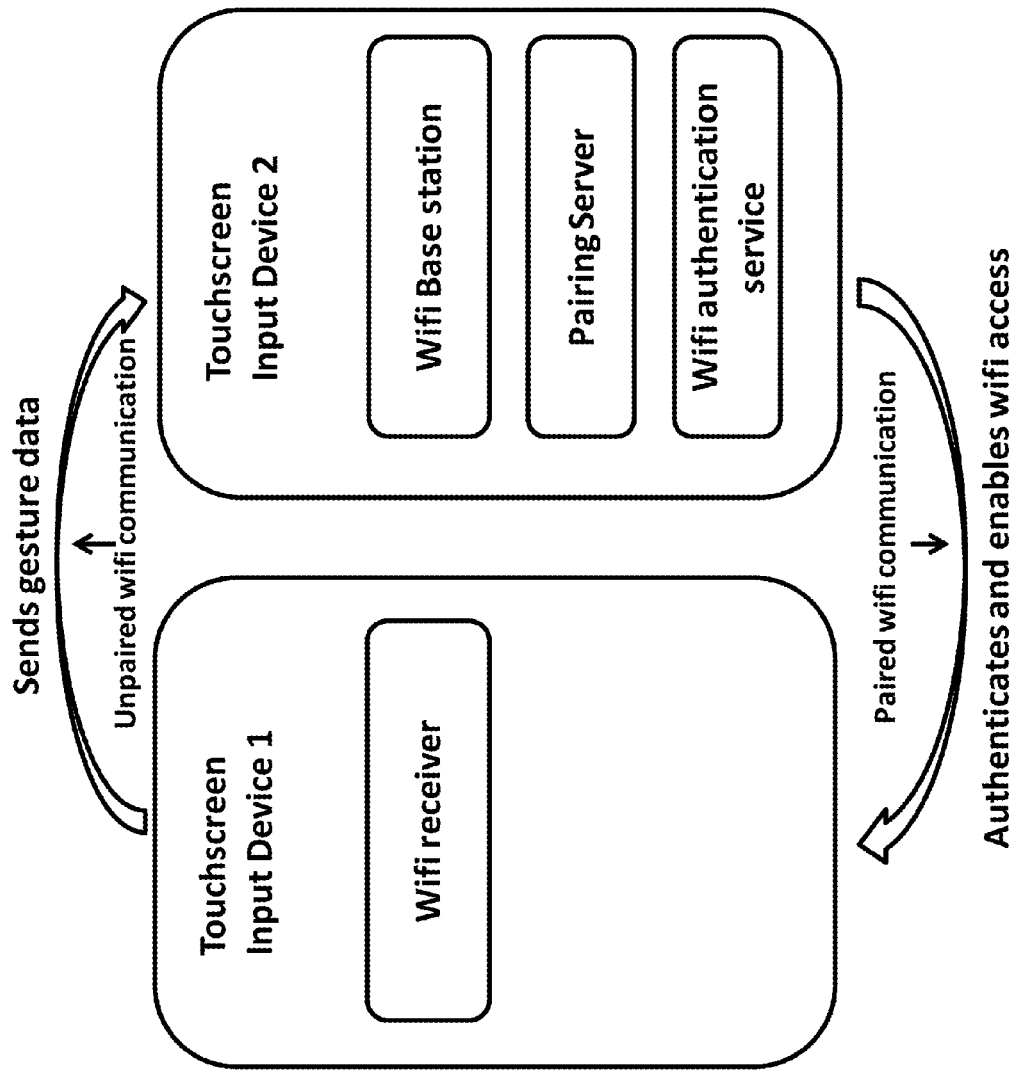 Sends gesture data
Unpaired wifi communication
Touchscreen
Input Device 1
Wifi receiver
Touchscreen
Input Device 2
Wifi Base station
Pairing Server
Wifi authentication
service
Paired wifi communication
Authenticates and enables wifi access